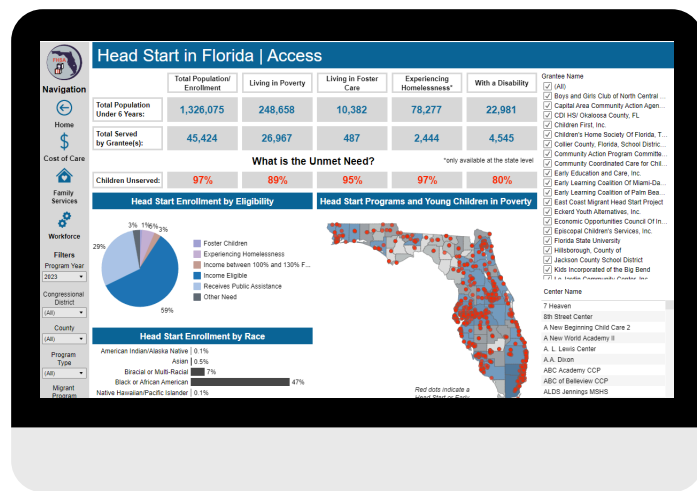 FHSA
Head Start in Florida | Access
Navigation
Home
Cost of Care
Family
Services
Workforce
Filters
Program Year
2023
Congressional
District
(All)
County
(All)
Program
Type
(All)
Migrant
Program
Total Population/
Enrollment
Living in Poverty
Living in Foster
Care
Experiencing
Homelessness*
With a Disability
Total Population
Under 6 Years:
1,326,075
248,658
10,382
78,277
22,981
Total Served
by Grantee(s):
45,424
26,967
487
2,444
4,545
What is the Unmet Need?
*only available at the state level
Children Unserved:
97%
89%
95%
97%
80%
Head Start Enrollment by Eligibility
3%
1%
6%
3%
29%
59%
Foster Children
Experiencing Homelessness
Income between 100% and 130% F...
Income Eligible
Receives Public Assistance
Other Need
Head Start Enrollment by Race
American Indian/Alaska Native 0.1%
Asian 0.5%
Biracial or Multi-Racial 7%
Black or African American 47%
Native Hawaiian/Pacific Islander 0.1%
Head Start Programs and Young Children in Poverty
Red dots indicate a
Head Start or Early
Grantee Name
(All)
Boys and Girls Club of North Central ...
Capital Area Community Action Agen...
CDI HS/ Okaloosa County, FL
Children First, Inc.
Children's Home Society Of Florida, T...
Collier County, Florida, School Distric...
Community Action Program Committe...
Community Coordinated Care for Chil...
Early Education and Care, Inc.
Early Learning Coalition Of Miami-Da...
Early Learning Coalition of Palm Bea...
East Coast Migrant Head Start Project
Eckerd Youth Alternatives, Inc.
Economic Opportunities Council Of In...
Episcopal Children's Services, Inc.
Florida State University
Hillsborough, County of
Jackson County School District
Kids Incorporated of the Big Bend
Center Name
7 Heaven
8th Street Center
A New Beginning Child Care 2
A New World Academy II
A. L. Lewis Center
A.A. Dixon
ABC Academy CCP
ABC of Belleview CCP
ALDS Jennings MSHS